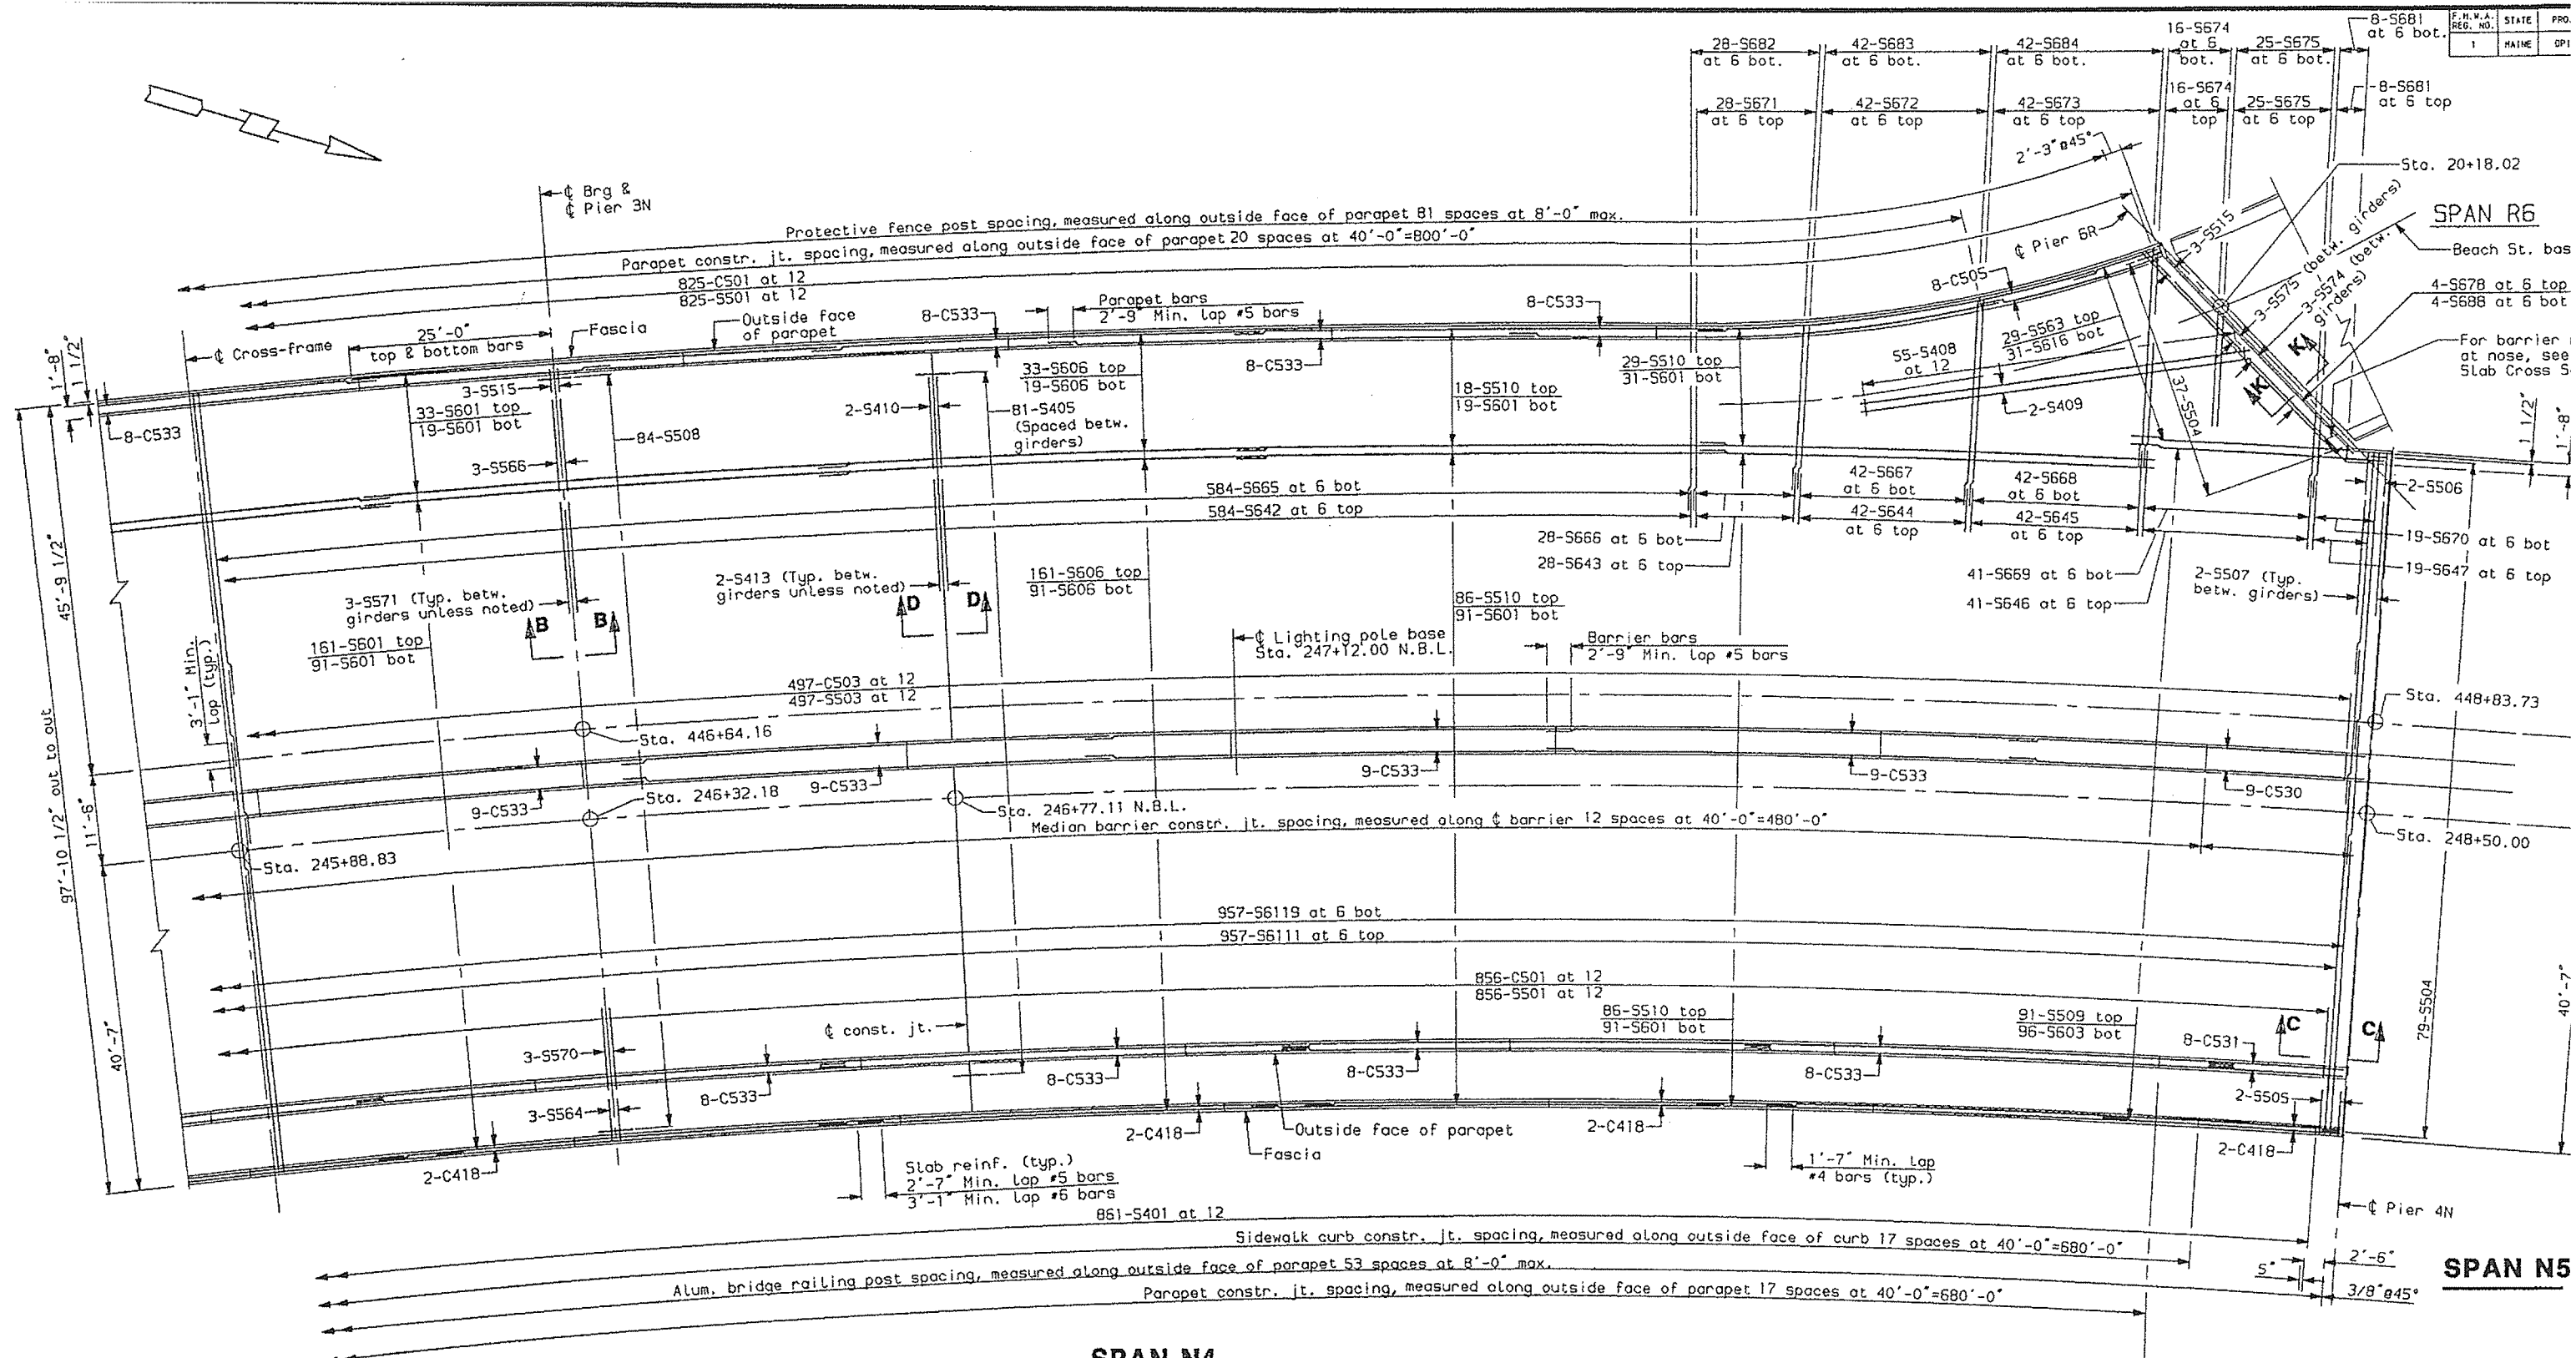 8-S681
at 6 bot.
F.H.W.A. REG. NO.
STATE
PRO
1
MAINE
28-S682
at 6 bot.
42-S683
at 6 bot.
42-S684
at 6 bot.
16-S674
at 6
bot.
25-S675
at 6 bot.
28-S671
at 6 top
42-S672
at 6 top
42-S673
at 6 top
16-S674
at 6
top
25-S675
at 6 top
8-S681
at 6 top
2'-3"@45°
Sta. 20+18.02
SPAN R6
℄ Brg &
℄ Pier 3N
Protective fence post spacing, measured along outside face of parapet 81 spaces at 8'-0" max.
Parapet constr. jt. spacing, measured along outside face of parapet 20 spaces at 40'-0"=800'-0"
825-C501 at 12
825-S501 at 12
℄ Pier 6R
3-S515
3-S575 (betw. girders)
3-S574 (betw.
girders)
Beach St. bas
4-S678 at 6 top
4-S688 at 6 bot
For barrier
at nose, see
Slab Cross S
K
K
8-C505
29-S563 top
31-S616 bot
55-S408
at 12
2-S409
37-S504
1'-8"
1 1/2"
℄ Cross-frame
25'-0"
top & bottom bars
Fascia
Outside face
of parapet
8-C533
Parapet bars
2'-9" Min. lap #5 bars
8-C533
8-C533
8-C533
3-S515
33-S601 top
19-S601 bot
84-S508
3-S566
2-S410
81-S405
(Spaced betw.
girders)
33-S606 top
19-S606 bot
18-S510 top
19-S601 bot
29-S510 top
31-S601 bot
1 1/2"
1'-8"
2-S506
584-S665 at 6 bot
584-S642 at 6 top
42-S667
at 6 bot
42-S644
at 6 top
42-S668
at 6 bot
42-S645
at 6 top
28-S666 at 6 bot
28-S643 at 6 top
19-S670 at 6 bot
19-S647 at 6 top
41-S669 at 6 bot
41-S646 at 6 top
2-S507 (Typ.
betw. girders)
3-S571 (Typ. betw.
girders unless noted)
B
B
2-S413 (Typ. betw.
girders unless noted)
D
D
161-S606 top
91-S606 bot
86-S510 top
91-S601 bot
161-S601 top
91-S601 bot
3'-1" Min.
lap (typ.)
45'-9 1/2"
97'-10 1/2" out to out
11'-6"
40'-7"
℄ Lighting pole base
Sta. 247+12.00 N.B.L.
Barrier bars
2'-9" Min. lap #5 bars
497-C503 at 12
497-S503 at 12
Sta. 446+64.16
Sta. 448+83.73
9-C533
Sta. 246+32.18
9-C533
9-C533
9-C533
9-C530
Sta. 246+77.11 N.B.L.
Median barrier constr. jt. spacing, measured along ℄ barrier 12 spaces at 40'-0"=480'-0"
Sta. 248+50.00
Sta. 245+88.83
957-S6119 at 6 bot
957-S6111 at 6 top
856-C501 at 12
856-S501 at 12
℄ const. jt.
86-S510 top
91-S601 bot
91-S509 top
96-S603 bot
8-C531
C
C
79-S504
40'-7"
3-S570
3-S564
8-C533
8-C533
8-C533
8-C533
2-S505
2-C418
2-C418
2-C418
2-C418
Outside face of parapet
Fascia
Slab reinf. (typ.)
2'-7" Min. lap #5 bars
3'-1" Min. lap #6 bars
1'-7" Min. lap
#4 bars (typ.)
861-S401 at 12
℄ Pier 4N
Sidewalk curb constr. jt. spacing, measured along outside face of curb 17 spaces at 40'-0"=680'-0"
Alum. bridge railing post spacing, measured along outside face of parapet 53 spaces at 8'-0" max.
Parapet constr. jt. spacing, measured along outside face of parapet 17 spaces at 40'-0"=680'-0"
5"
2'-6"
3/8"@45°
SPAN N5
SPAN N4